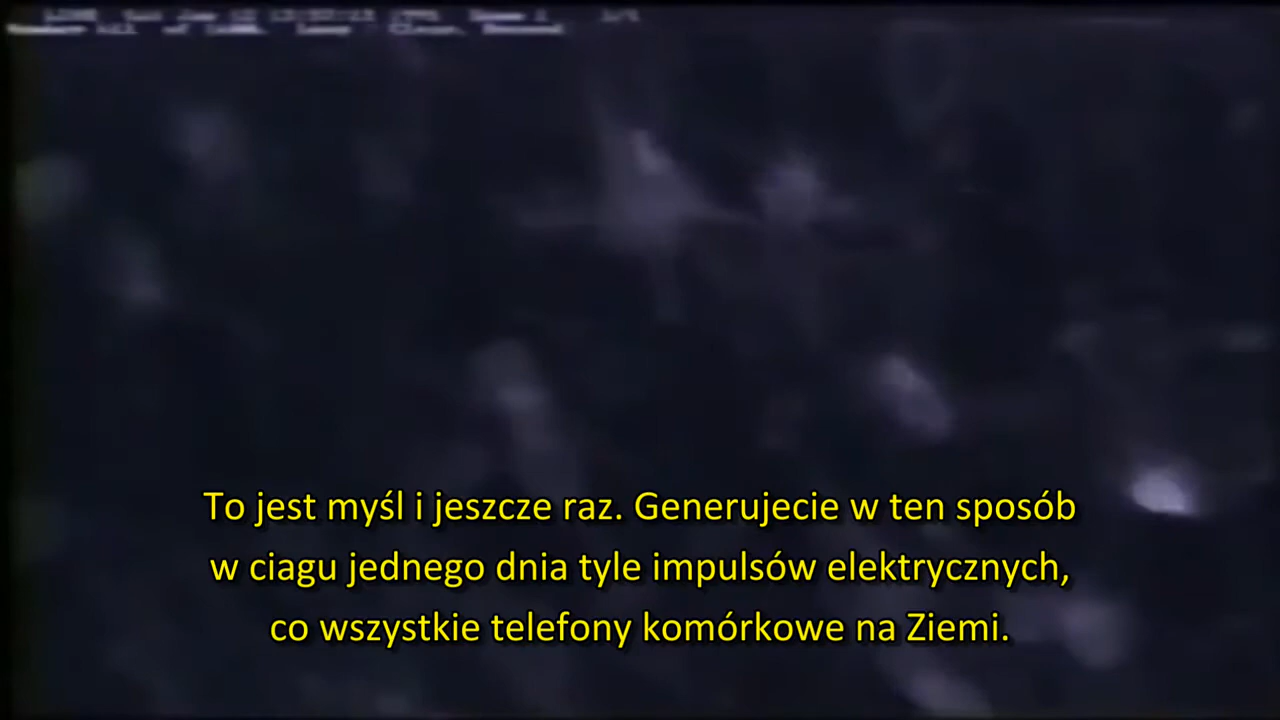 To jest myśl i jeszcze raz. Generujecie w ten sposób
w ciagu jednego dnia tyle impulsów elektrycznych,
co wszystkie telefony komórkowe na Ziemi.